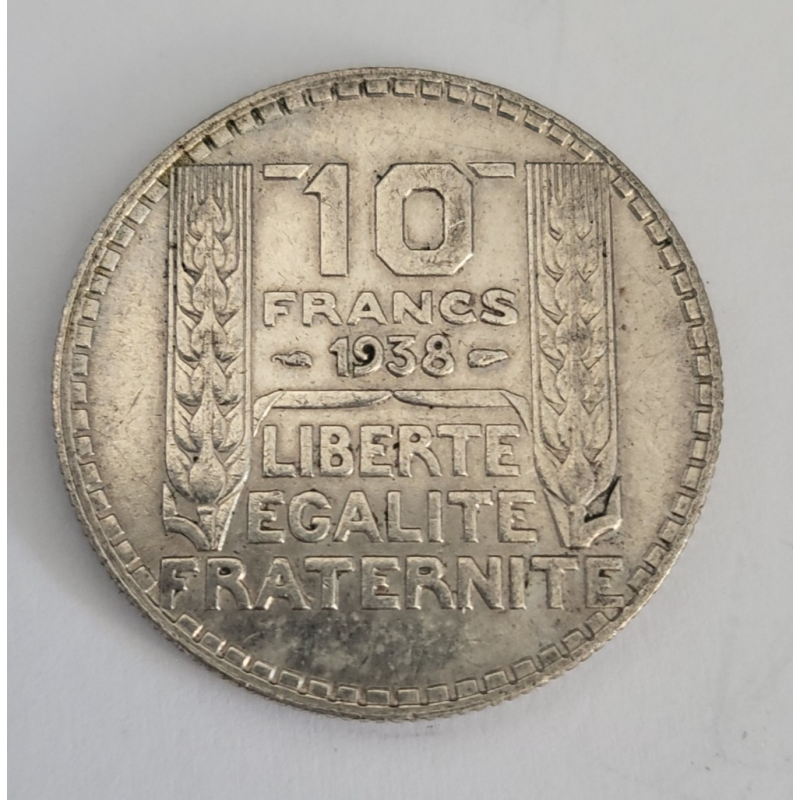 10
FRANCS
1938
LIBERTE
EGALITE
FRATERNITE